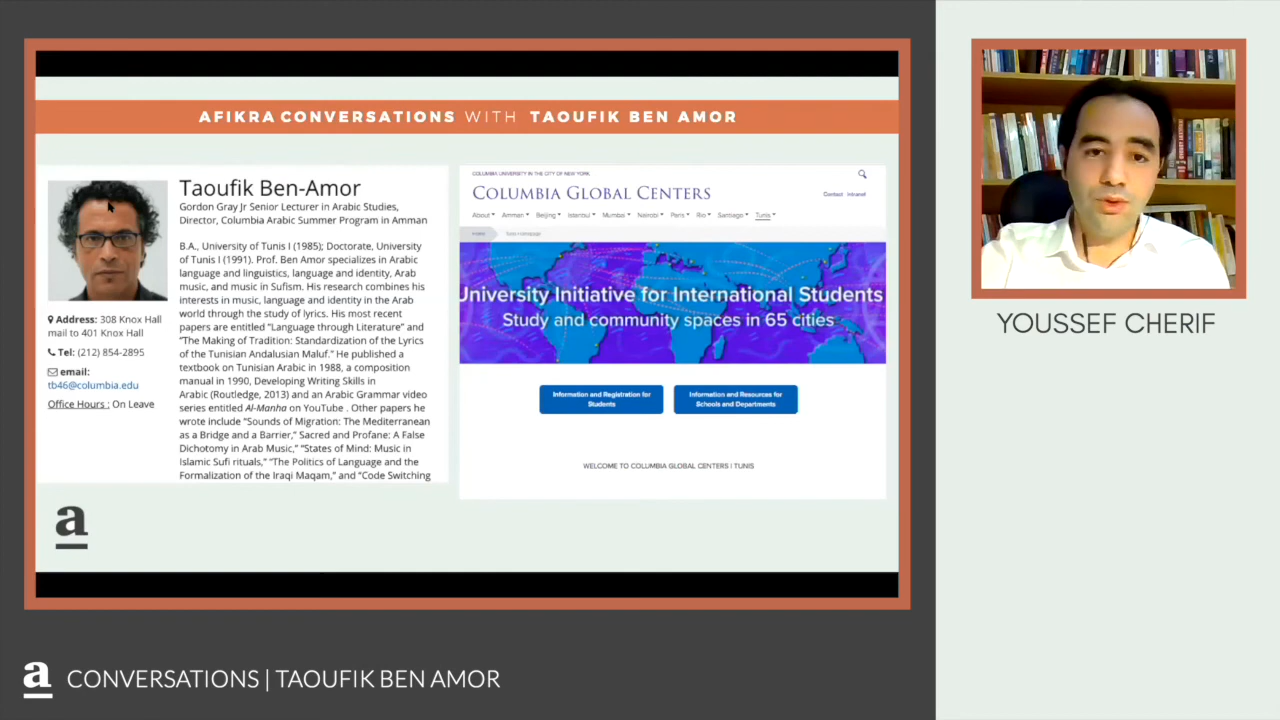 AFIKRA CONVERSATIONS WITH TAOUFIK BEN AMOR
Taoufik Ben-Amor
Gordon Gray Jr Senior Lecturer in Arabic Studies,
Director, Columbia Arabic Summer Program in Amman
B.A., University of Tunis I (1985); Doctorate, University
of Tunis I (1991). Prof. Ben Amor specializes in Arabic
language and linguistics, language and identity, Arab
music, and music in Sufism. His research combines his
interests in music, language and identity in the Arab
world through the study of lyrics. His most recent
papers are entitled “Language through Literature” and
“The Making of Tradition: Standardization of the Lyrics
of the Tunisian Andalusian Maluf.” He published a
textbook on Tunisian Arabic in 1988, a composition
manual in 1990, Developing Writing Skills in
Arabic (Routledge, 2013) and an Arabic Grammar video
series entitled Al-Manha on YouTube . Other papers he
wrote include “Sounds of Migration: The Mediterranean
as a Bridge and a Barrier,” Sacred and Profane: A False
Dichotomy in Arab Music,” “States of Mind: Music in
Islamic Sufi rituals,” “The Politics of Language and the
Formalization of the Iraqi Maqam,” and “Code Switching
Address: 308 Knox Hall
mail to 401 Knox Hall
Tel: (212) 854-2895
email:
tb46@columbia.edu
Office Hours : On Leave
COLUMBIA UNIVERSITY IN THE CITY OF NEW YORK
COLUMBIA GLOBAL CENTERS
Contact Intranet
About Amman Beijing Istanbul Mumbai Nairobi Paris Rio Santiago Tunis
Home Tunis Homepage
University Initiative for International Students
Study and community spaces in 65 cities
Information and Registration for
Students
Information and Resources for
Schools and Departments
WELCOME TO COLUMBIA GLOBAL CENTERS | TUNIS
a
YOUSSEF CHERIF
a CONVERSATIONS | TAOUFIK BEN AMOR